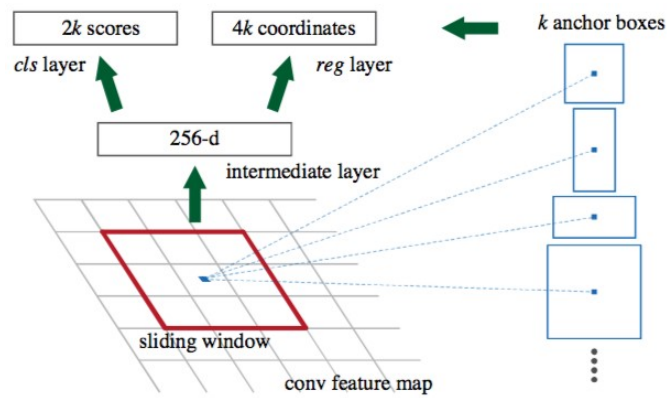 2k scores
4k coordinates
k anchor boxes
cls layer
reg layer
256-d
intermediate layer
sliding window
conv feature map